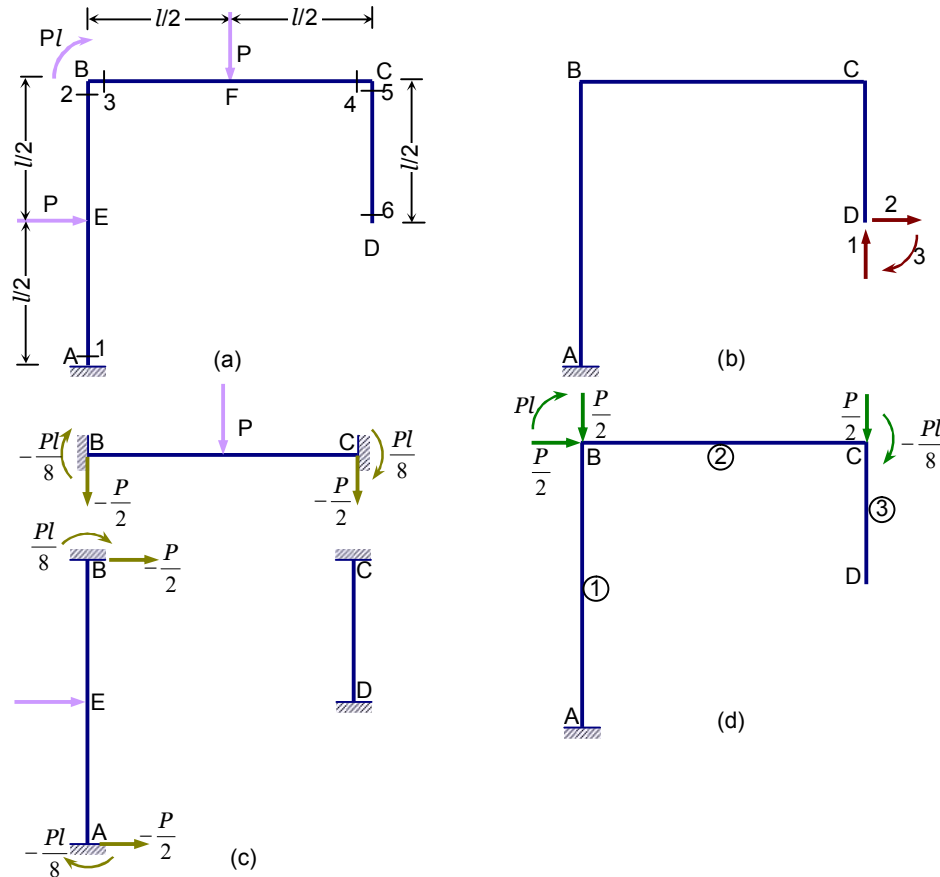 l/2 l/2
Pl P
B C B C
2 3 F 4 5
l/2 l/2
P E 6 D 2
D 1 3
l/2
A 1 (a) A (b)
-Pl/8 B P C Pl/8
-P/2 -P/2
Pl P/2 P/2 -Pl/8
P/2 B 2 C
Pl/8 B -P/2 C
3
D
1
E D
A (d)
-Pl/8 A -P/2
(c)